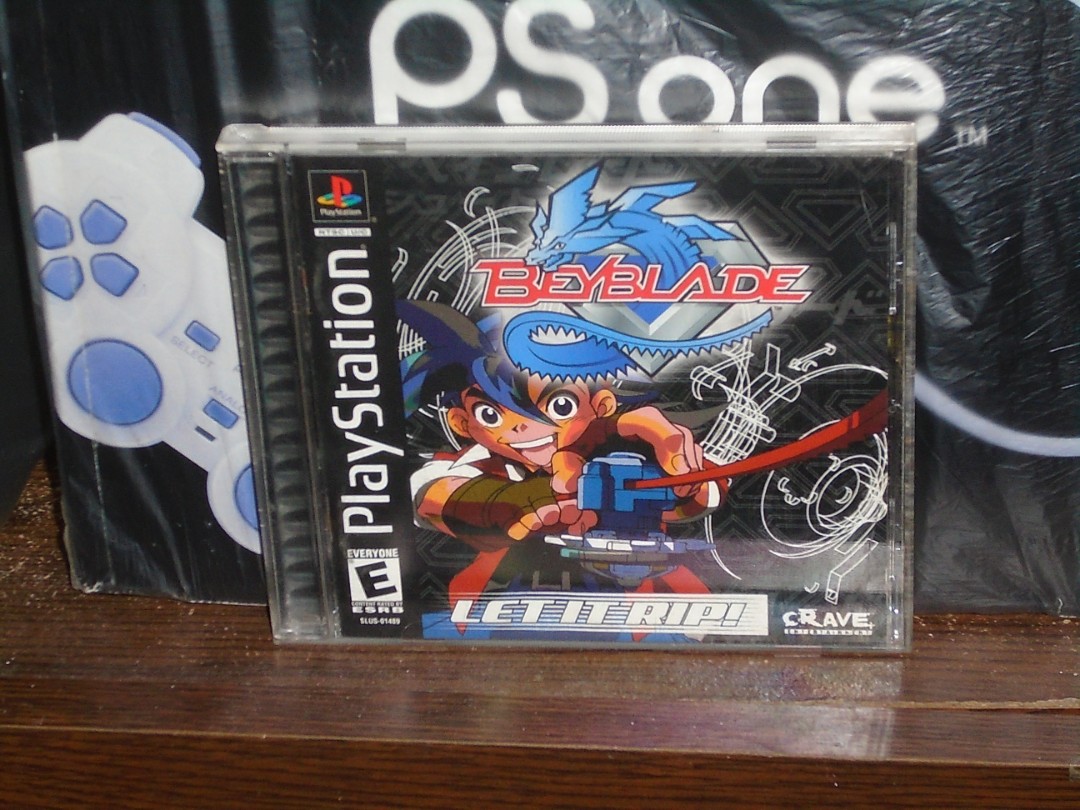 PS one
TM
SELECT
ANALOG
PlayStation
NTSC U/C
PlayStation
BEYBLADE
EVERYONE
E
CONTENT RATED BY
ESRB
SLUS-01489
LET IT RIP!
CRAVE
ENTERTAINMENT